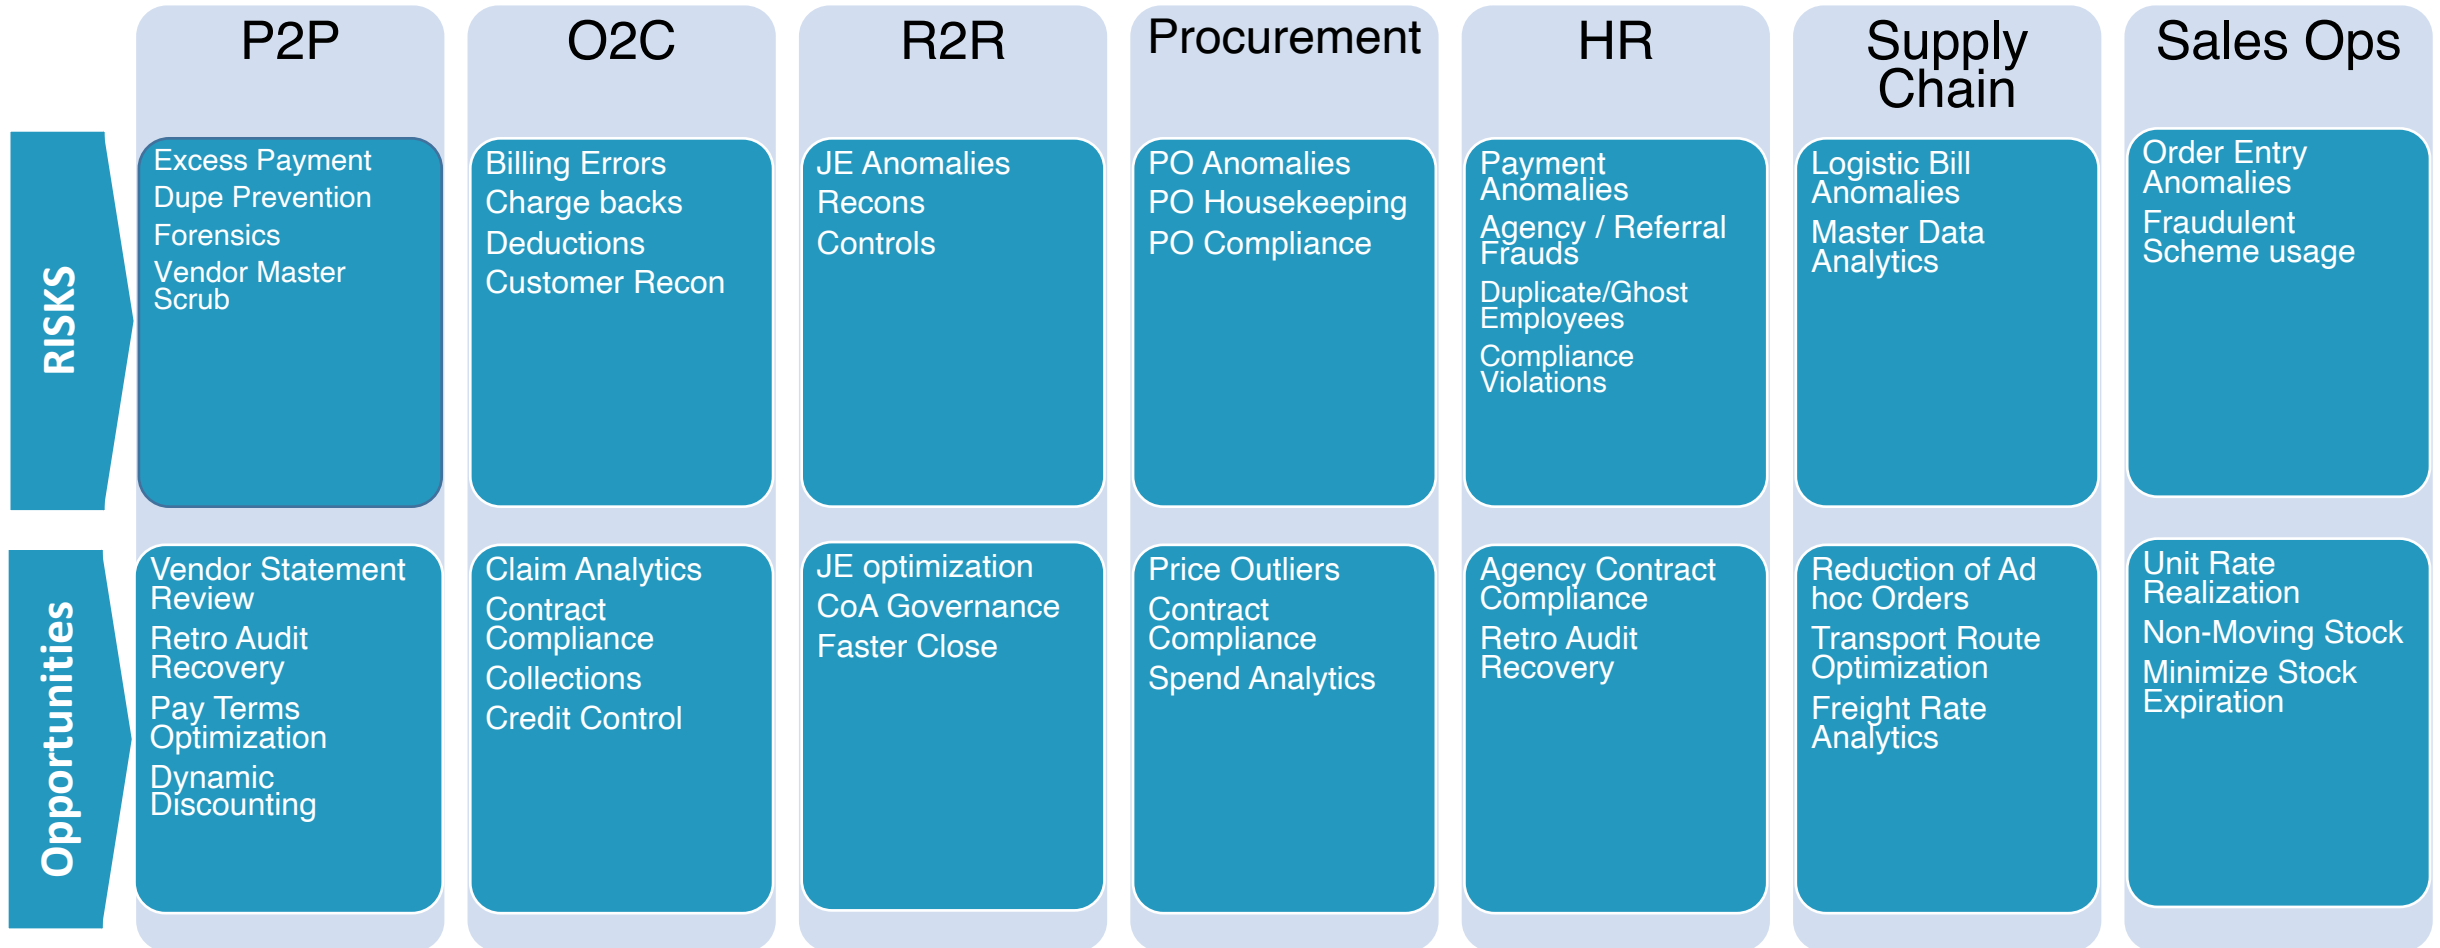 P2P
O2C
R2R
Procurement
HR
Supply
Chain
Sales Ops
RISKS
Excess Payment
Dupe Prevention
Forensics
Vendor Master
Scrub
Billing Errors
Charge backs
Deductions
Customer Recon
JE Anomalies
Recons
Controls
PO Anomalies
PO Housekeeping
PO Compliance
Payment
Anomalies
Agency / Referral
Frauds
Duplicate/Ghost
Employees
Compliance
Violations
Logistic Bill
Anomalies
Master Data
Analytics
Order Entry
Anomalies
Fraudulent
Scheme usage
Opportunities
Vendor Statement
Review
Retro Audit
Recovery
Pay Terms
Optimization
Dynamic
Discounting
Claim Analytics
Contract
Compliance
Collections
Credit Control
JE optimization
CoA Governance
Faster Close
Price Outliers
Contract
Compliance
Spend Analytics
Agency Contract
Compliance
Retro Audit
Recovery
Reduction of Ad
hoc Orders
Transport Route
Optimization
Freight Rate
Analytics
Unit Rate
Realization
Non-Moving Stock
Minimize Stock
Expiration